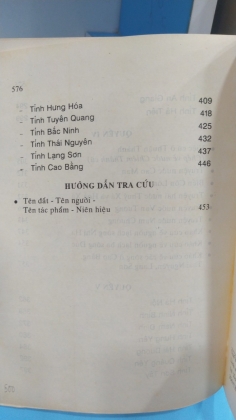 576
- Tỉnh Hưng Hóa 409
- Tỉnh Tuyên Quang 418
- Tỉnh Bắc Ninh 425
- Tỉnh Thái Nguyên 432
- Tỉnh Lạng Sơn 437
- Tỉnh Cao Bằng 446
HƯỚNG DẪN TRA CỨU
• Tên đất - Tên người -
Tên tác phẩm - Niên hiệu 453